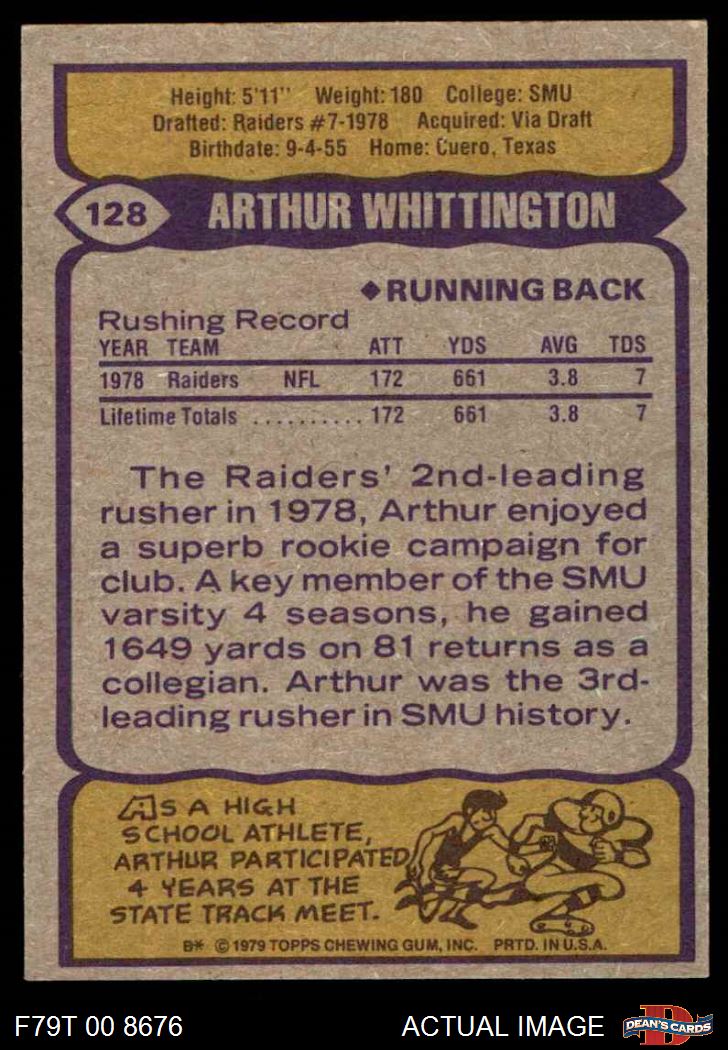 Height: 5'11" Weight: 180 College: SMU
Drafted: Raiders #7-1978 Acquired: Via Draft
Birthdate: 9-4-55 Home: Cuero, Texas
128 ARTHUR WHITTINGTON
◆RUNNING BACK
Rushing Record
YEAR TEAM ATT YDS AVG TDS
1978 Raiders NFL 172 661 3.8 7
Lifetime Totals .......... 172 661 3.8 7
The Raiders' 2nd-leading
rusher in 1978, Arthur enjoyed
a superb rookie campaign for
club. A key member of the SMU
varsity 4 seasons, he gained
1649 yards on 81 returns as a
collegian. Arthur was the 3rd-
leading rusher in SMU history.
AS A HIGH
SCHOOL ATHLETE,
ARTHUR PARTICIPATED
4 YEARS AT THE
STATE TRACK MEET.
B* © 1979 TOPPS CHEWING GUM, INC. PRTD. IN U.S.A.
F79T 00 8676 ACTUAL IMAGE D DEAN'S CARDS